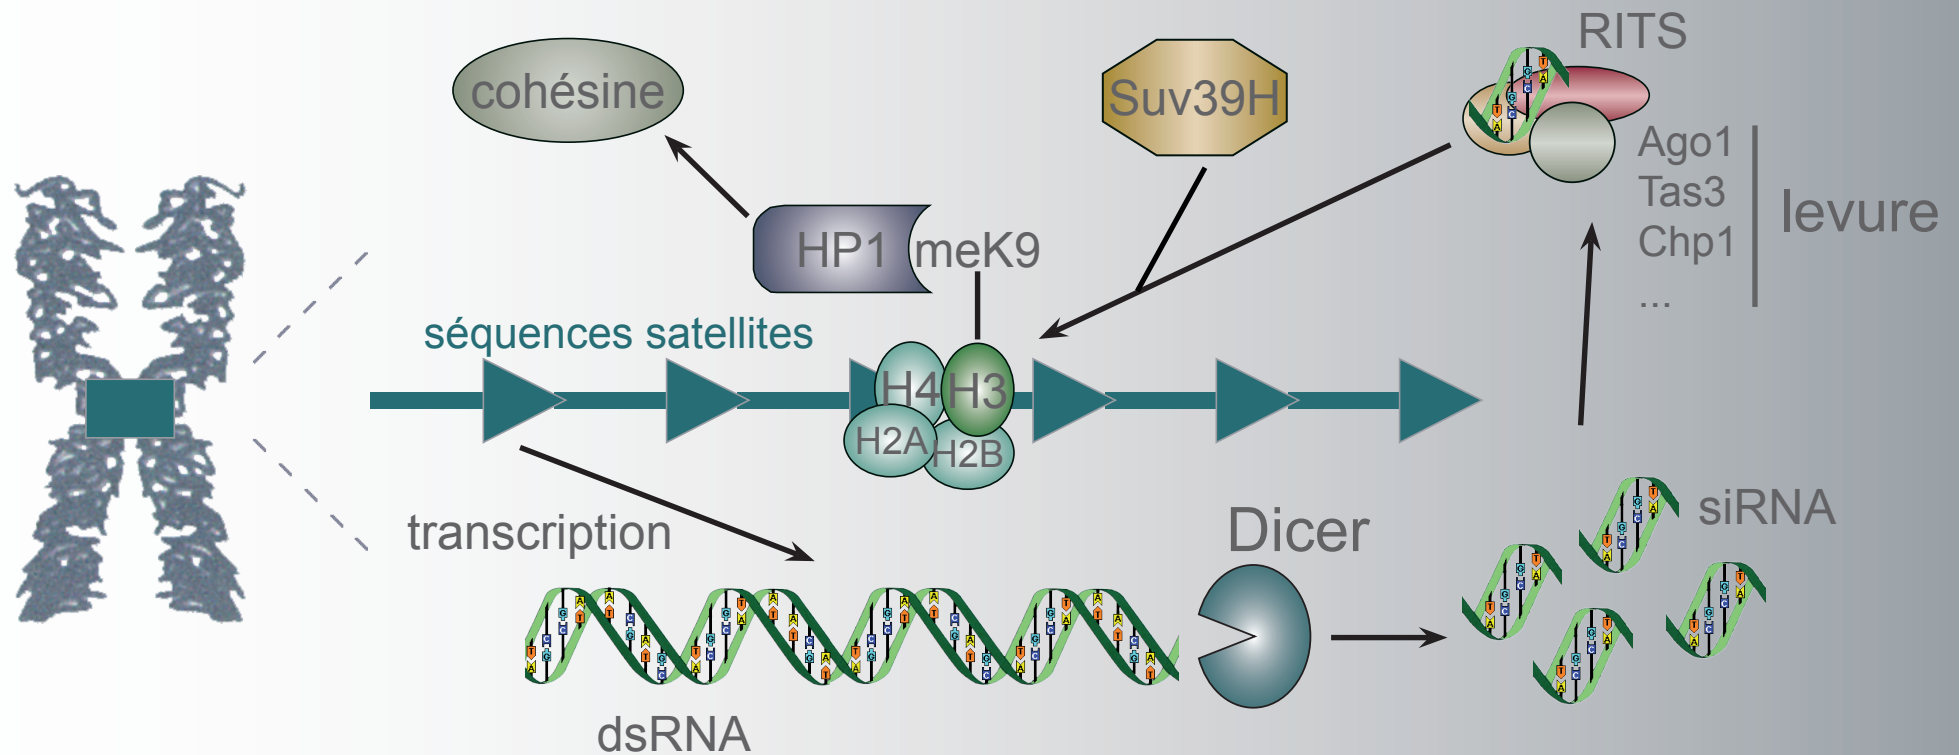 RITS
cohésine
Suv39H
Ago1
Tas3
Chp1
...
levure
HP1
meK9
séquences satellites
H4
H3
H2A
H2B
transcription
Dicer
siRNA
dsRNA